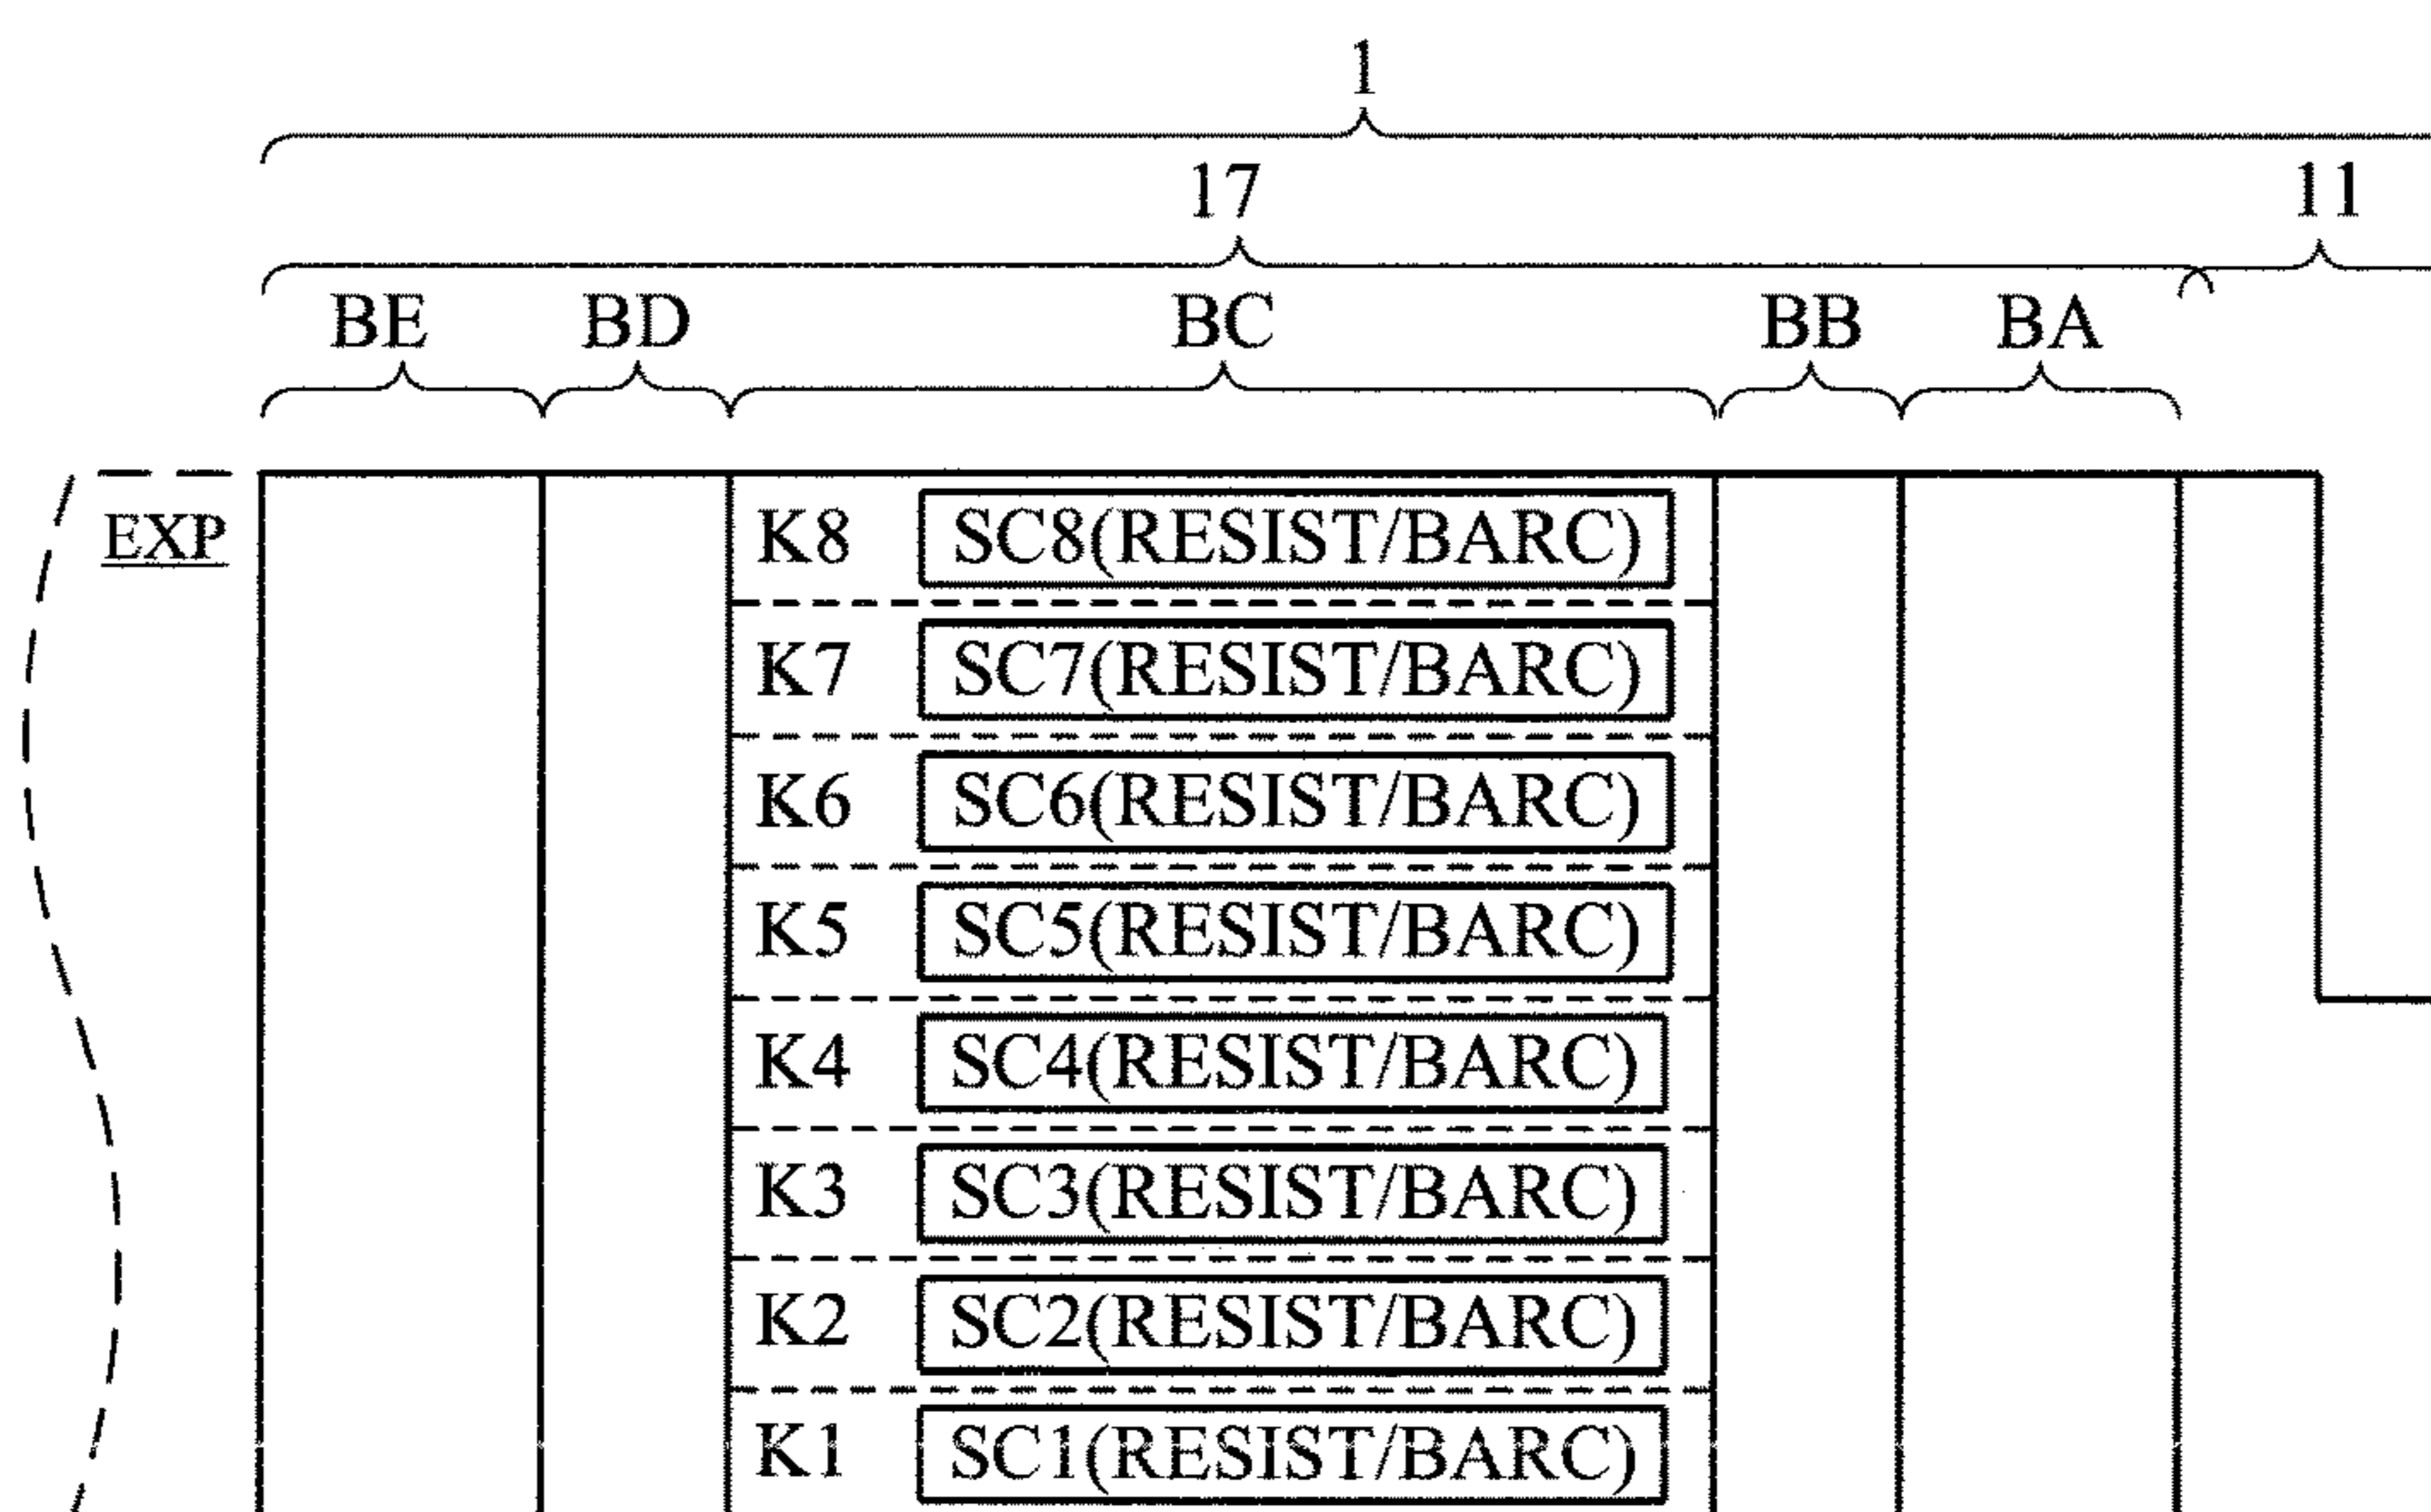 1
17 11
BE BD BC BB BA
EXP K8 SC8(RESIST/BARC)
K7 SC7(RESIST/BARC)
K6 SC6(RESIST/BARC)
K5 SC5(RESIST/BARC)
K4 SC4(RESIST/BARC)
K3 SC3(RESIST/BARC)
K2 SC2(RESIST/BARC)
K1 SC1(RESIST/BARC)